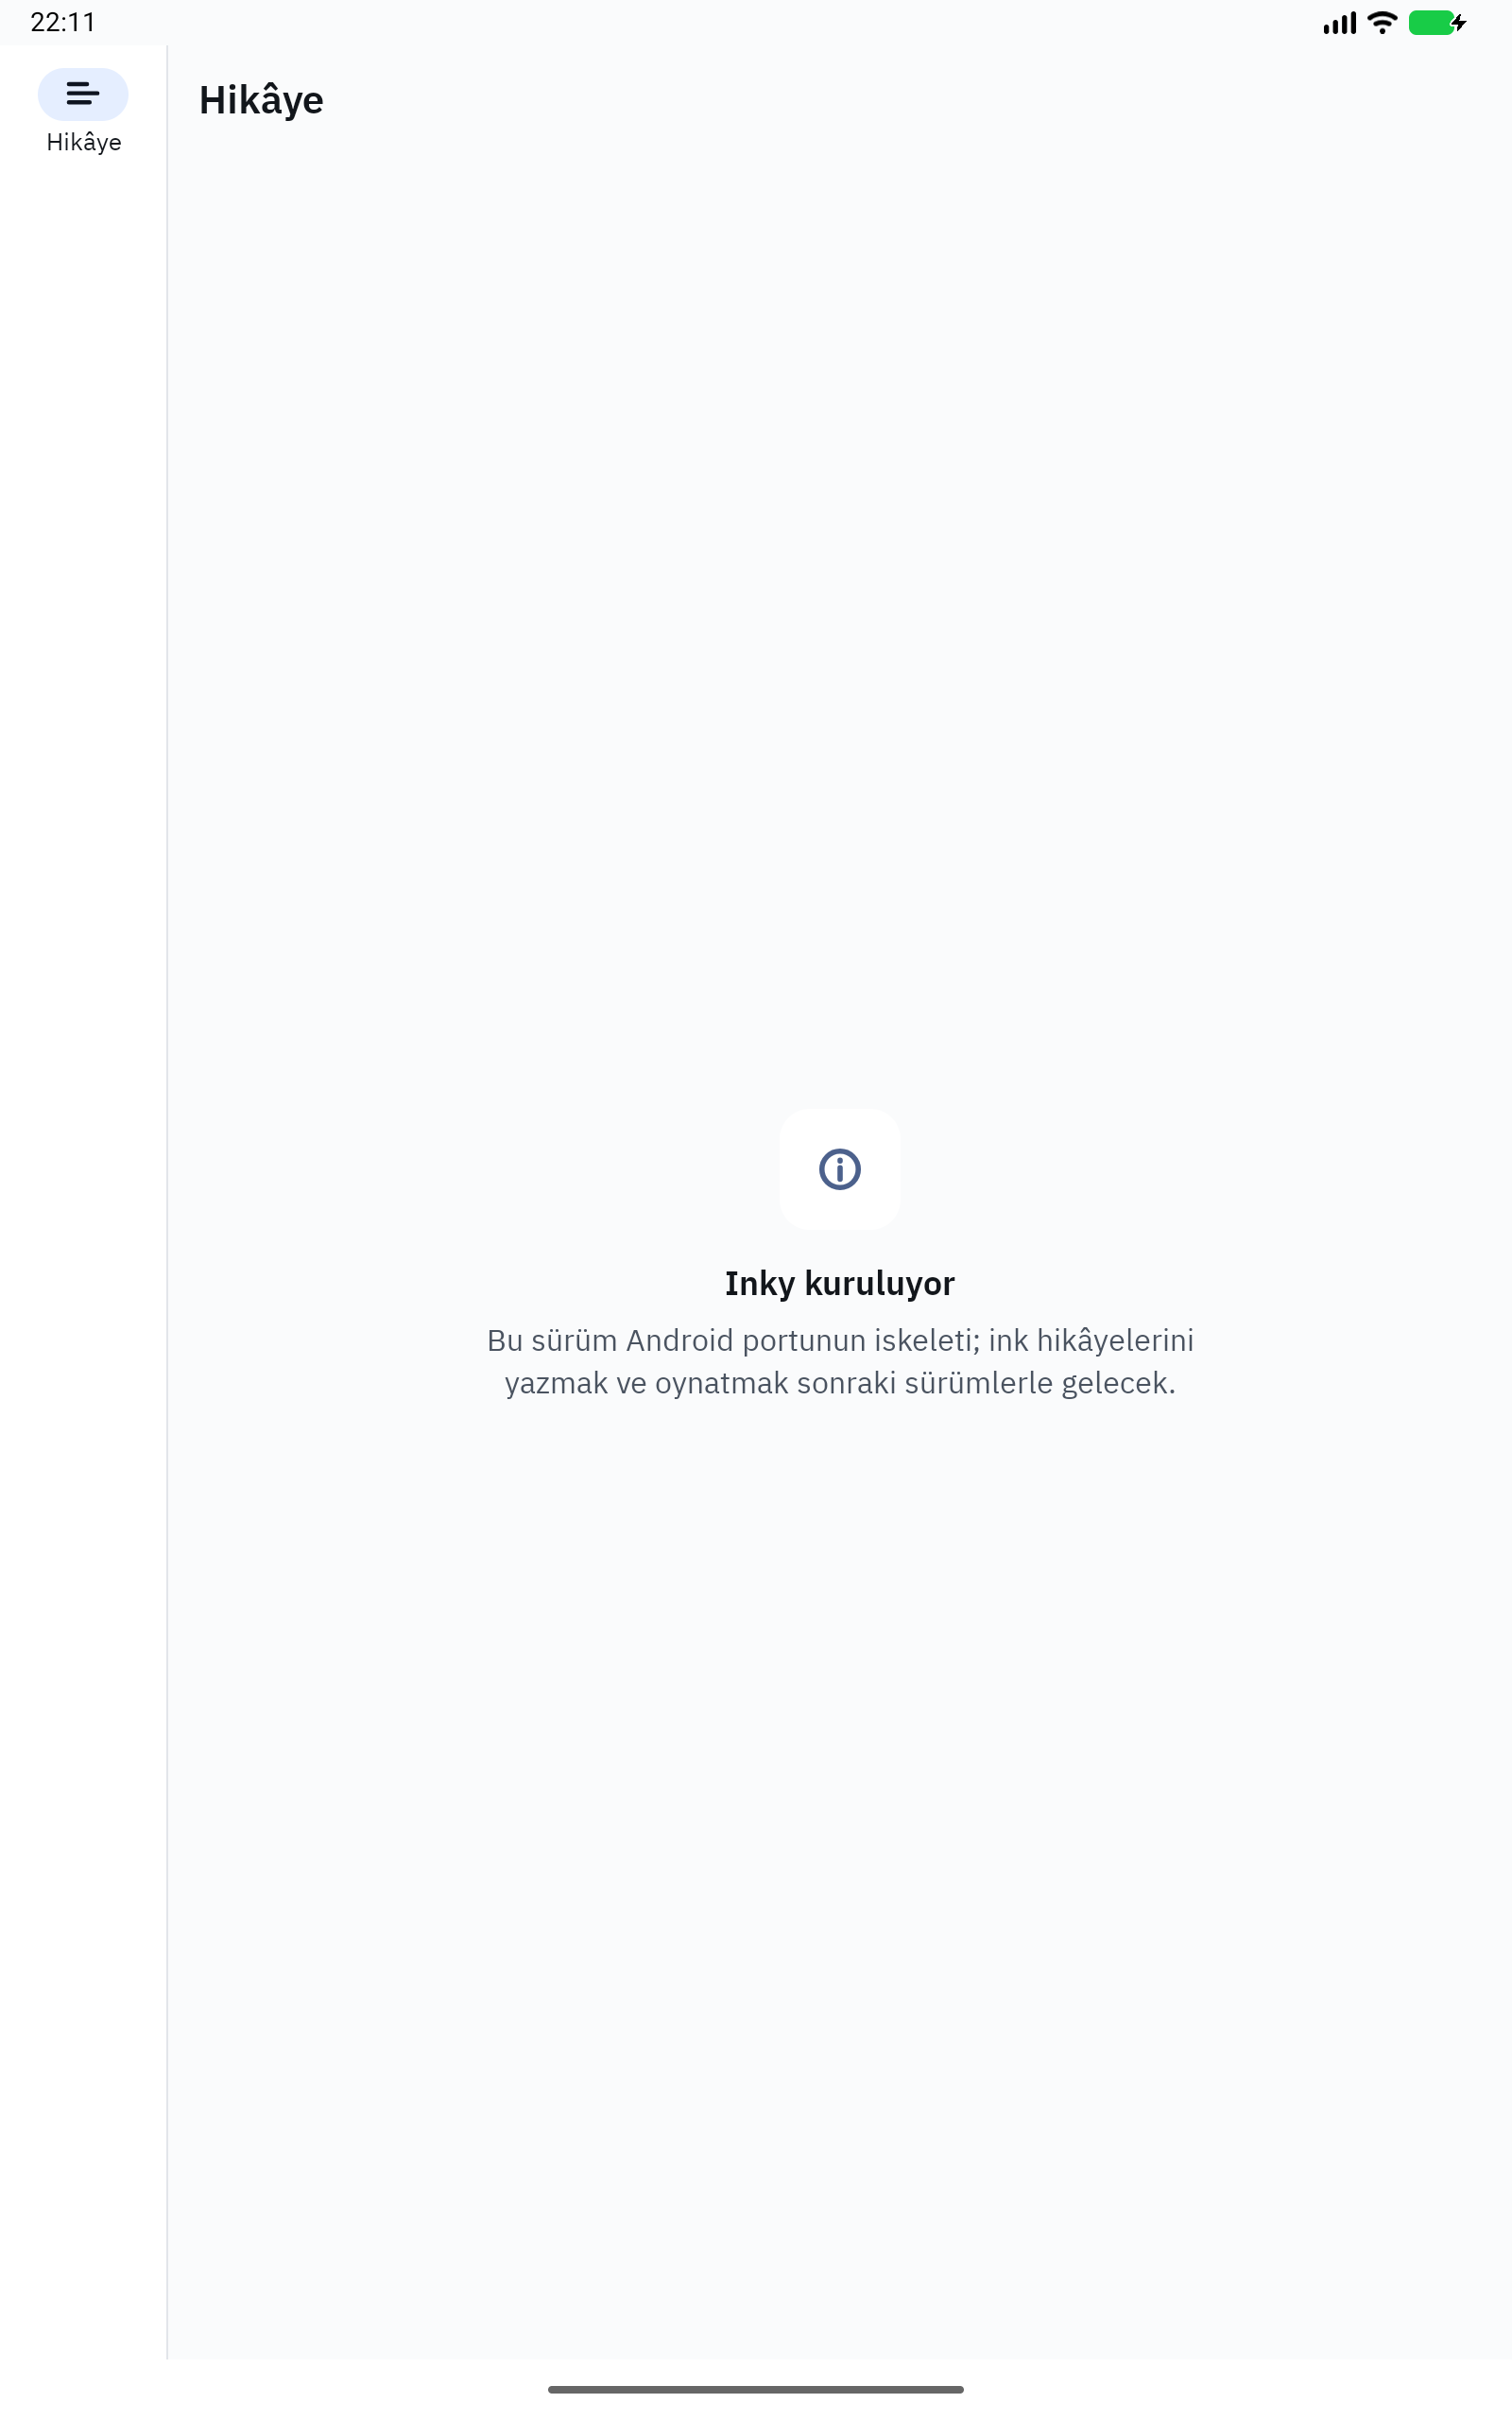 22:11
Hikâye
Hikâye
Inky kuruluyor
Bu sürüm Android portunun iskeleti; ink hikâyelerini
yazmak ve oynatmak sonraki sürümlerle gelecek.